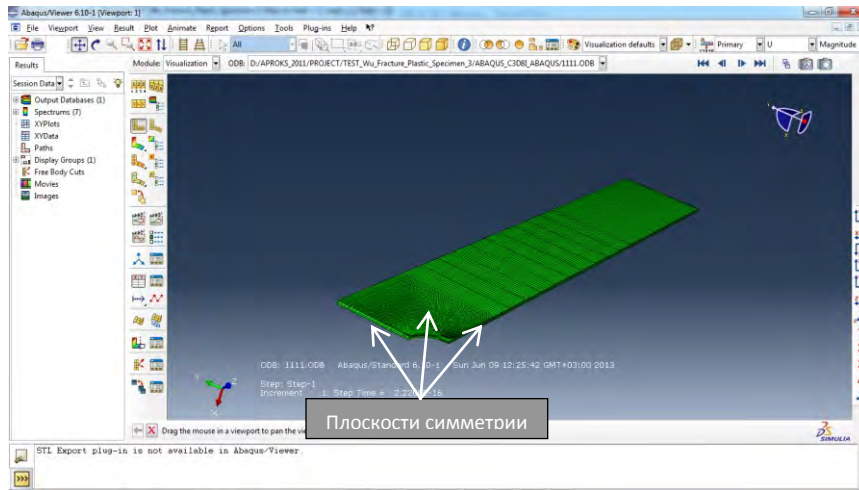 Abaqus/Viewer 6.10-1 [Viewport: 1]
File Viewport View Result Plot Animate Report Options Tools Plug-ins Help
All
Visualization defaults
Primary U Magnitude
Results
Module: Visualization ODB: D:/APROKS_2011/PROJECT/TEST_Wu_Fracture_Plastic_Specimen_3/ABAQUS_C3D8I_ABAQUS/1111.ODB
Session Data
Output Databases (1)
Spectrums (7)
XYPlots
XYData
Paths
Display Groups (1)
Free Body Cuts
Movies
Images
ODB: 1111.ODB Abaqus/Standard 6.10-1 Sun Jun 09 12:25:42 GMT+03:00 2013
Step: Step-1
Increment 1: Step Time =
Плоскости симметрии
Drag the mouse in a viewport to pan the
SIMULIA
STL Export plug-in is not available in Abaqus/Viewer.
>>>